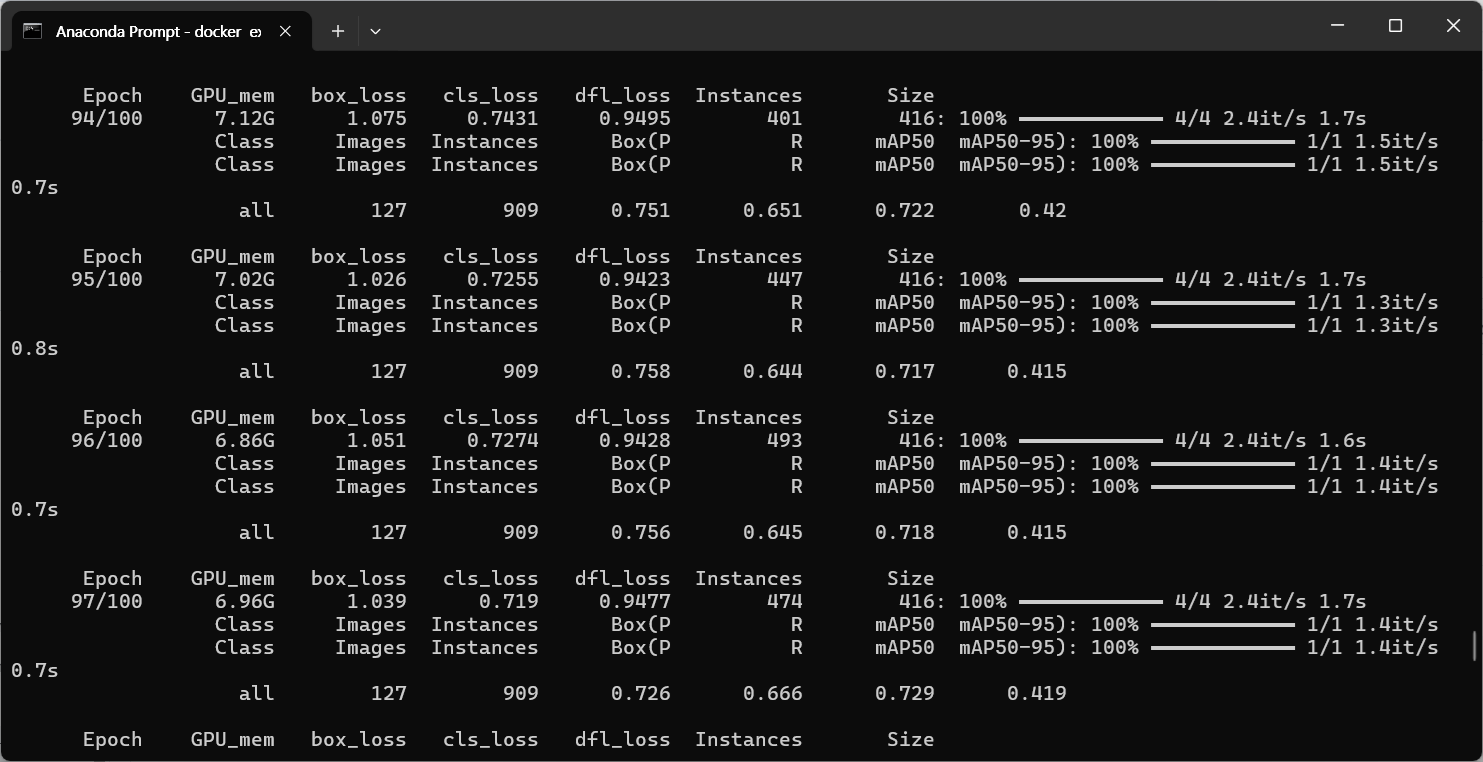 Anaconda Prompt - docker ex
Epoch GPU_mem box_loss cls_loss dfl_loss Instances Size
94/100 7.12G 1.075 0.7431 0.9495 401 416: 100% ━━━━━━━━━━━━ 4/4 2.4it/s 1.7s
Class Images Instances Box(P R mAP50 mAP50-95): 100% ━━━━━━━━━━━━ 1/1 1.5it/s
Class Images Instances Box(P R mAP50 mAP50-95): 100% ━━━━━━━━━━━━ 1/1 1.5it/s
0.7s
all 127 909 0.751 0.651 0.722 0.42
Epoch GPU_mem box_loss cls_loss dfl_loss Instances Size
95/100 7.02G 1.026 0.7255 0.9423 447 416: 100% ━━━━━━━━━━━━ 4/4 2.4it/s 1.7s
Class Images Instances Box(P R mAP50 mAP50-95): 100% ━━━━━━━━━━━━ 1/1 1.3it/s
Class Images Instances Box(P R mAP50 mAP50-95): 100% ━━━━━━━━━━━━ 1/1 1.3it/s
0.8s
all 127 909 0.758 0.644 0.717 0.415
Epoch GPU_mem box_loss cls_loss dfl_loss Instances Size
96/100 6.86G 1.051 0.7274 0.9428 493 416: 100% ━━━━━━━━━━━━ 4/4 2.4it/s 1.6s
Class Images Instances Box(P R mAP50 mAP50-95): 100% ━━━━━━━━━━━━ 1/1 1.4it/s
Class Images Instances Box(P R mAP50 mAP50-95): 100% ━━━━━━━━━━━━ 1/1 1.4it/s
0.7s
all 127 909 0.756 0.645 0.718 0.415
Epoch GPU_mem box_loss cls_loss dfl_loss Instances Size
97/100 6.96G 1.039 0.719 0.9477 474 416: 100% ━━━━━━━━━━━━ 4/4 2.4it/s 1.7s
Class Images Instances Box(P R mAP50 mAP50-95): 100% ━━━━━━━━━━━━ 1/1 1.4it/s
Class Images Instances Box(P R mAP50 mAP50-95): 100% ━━━━━━━━━━━━ 1/1 1.4it/s
0.7s
all 127 909 0.726 0.666 0.729 0.419
Epoch GPU_mem box_loss cls_loss dfl_loss Instances Size